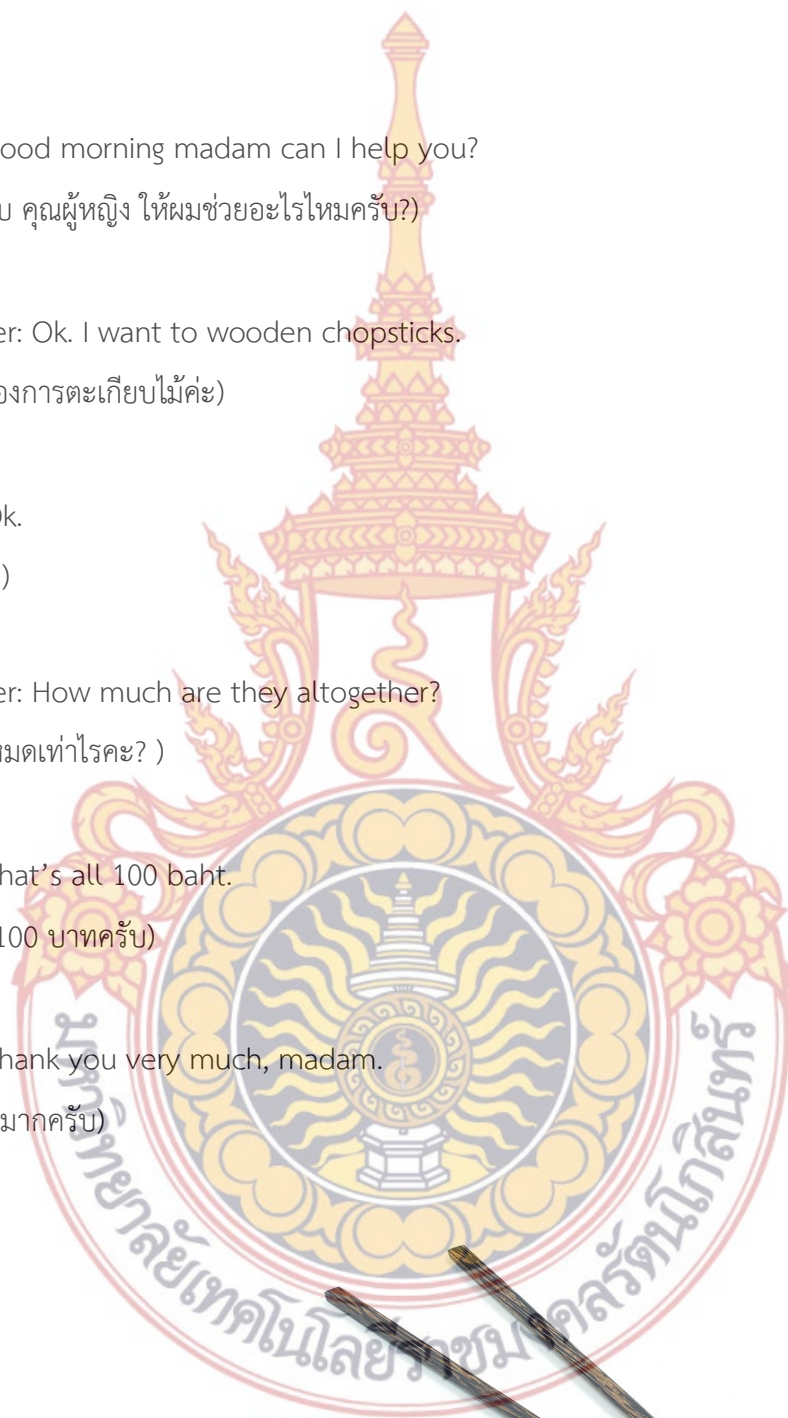 ood morning madam can I help you?
บ คุณผู้หญิง ให้ผมช่วยอะไรไหมครับ?)
er: Ok. I want to wooden chopsticks.
องการตะเกียบไม้ค่ะ)
Ok.
)
er: How much are they altogether?
หมดเท่าไรคะ? )
hat’s all 100 baht.
100 บาทครับ)
hank you very much, madam.
มากครับ)
มหาวิทยาลัยเทคโนโลยีราชมงคลรัตนโกสินทร์